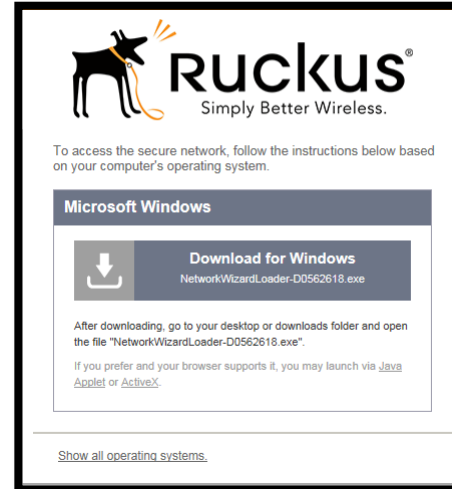 RUCKUS®
Simply Better Wireless.
To access the secure network, follow the instructions below based
on your computer's operating system.
Microsoft Windows
Download for Windows
NetworkWizardLoader-D0562618.exe
After downloading, go to your desktop or downloads folder and open
the file "NetworkWizardLoader-D0562618.exe".
If you prefer and your browser supports it, you may launch via Java
Applet or ActiveX.
Show all operating systems.